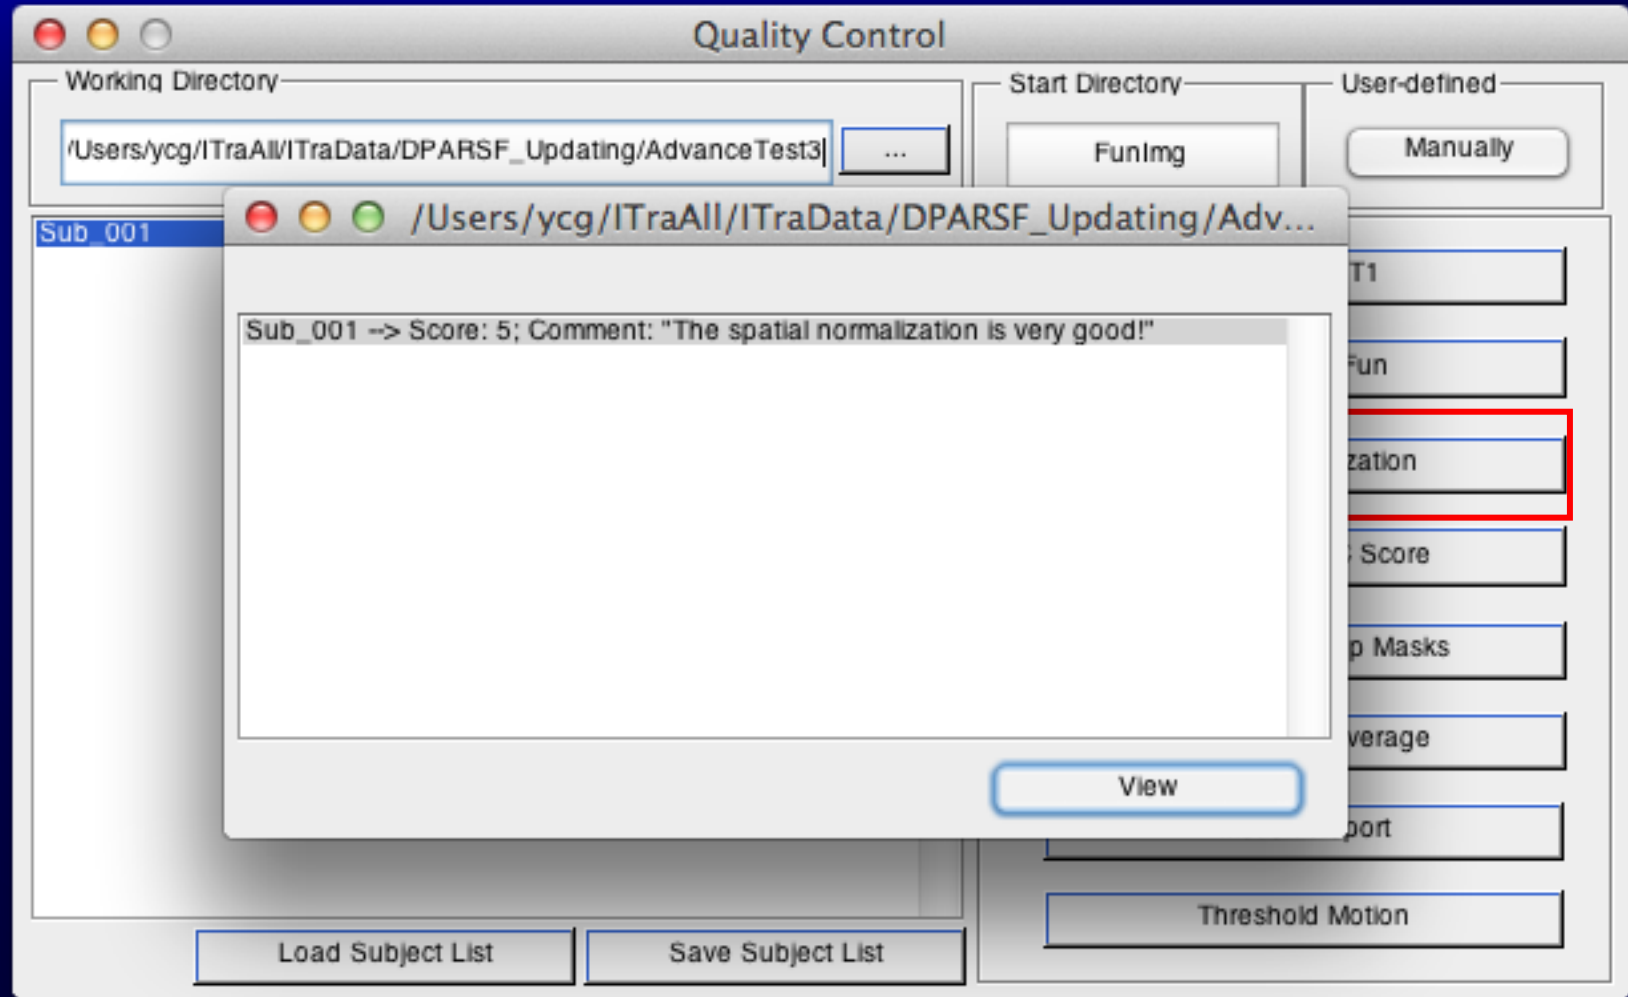 Quality Control
Working Directory
Start Directory
User-defined
/Users/ycg/ITraAll/ITraData/DPARSF_Updating/AdvanceTest3
...
FunImg
Manually
Sub_001
/Users/ycg/ITraAll/ITraData/DPARSF_Updating/Adv...
Sub_001 --> Score: 5; Comment: "The spatial normalization is very good!"
View
T1
Fun
zation
Score
p Masks
verage
port
Threshold Motion
Load Subject List
Save Subject List